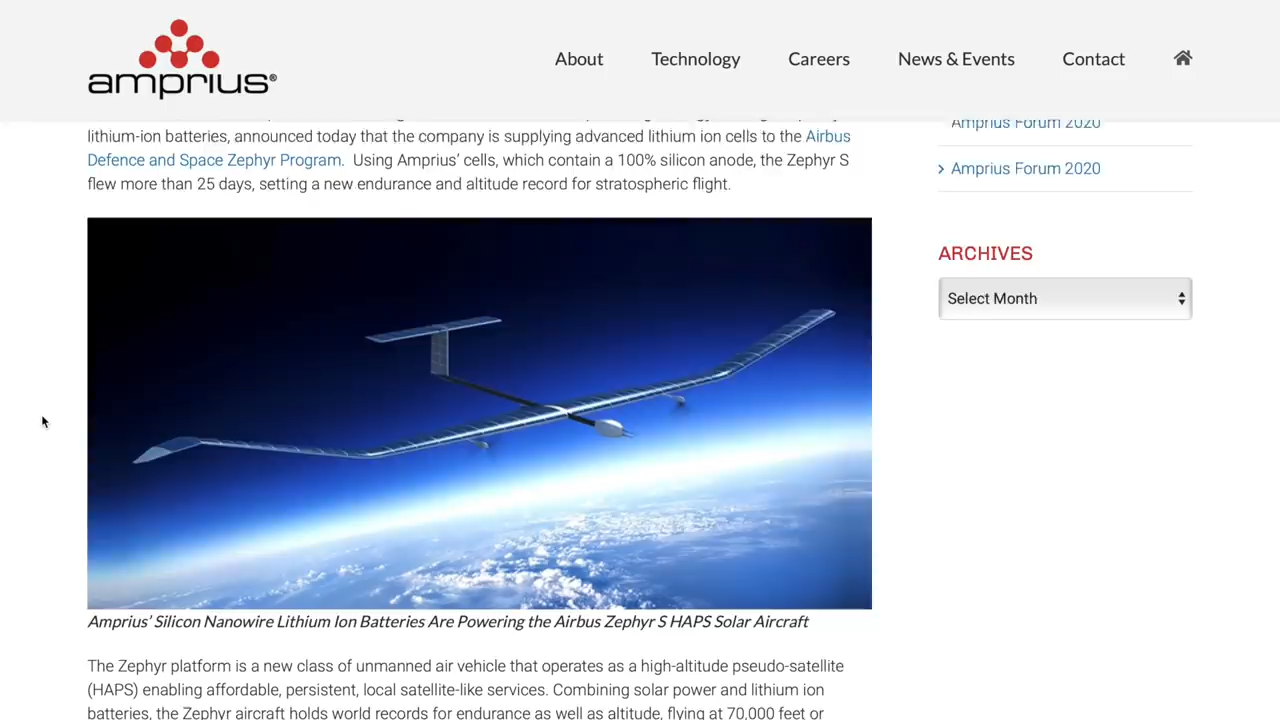 amprius®
About Technology Careers News & Events Contact
lithium-ion batteries, announced today that the company is supplying advanced lithium ion cells to the Airbus
Defence and Space Zephyr Program. Using Amprius' cells, which contain a 100% silicon anode, the Zephyr S
flew more than 25 days, setting a new endurance and altitude record for stratospheric flight.
Amprius' Silicon Nanowire Lithium Ion Batteries Are Powering the Airbus Zephyr S HAPS Solar Aircraft
The Zephyr platform is a new class of unmanned air vehicle that operates as a high-altitude pseudo-satellite
(HAPS) enabling affordable, persistent, local satellite-like services. Combining solar power and lithium ion
batteries, the Zephyr aircraft holds world records for endurance as well as altitude, flying at 70,000 feet or
Amprius Forum 2020
Amprius Forum 2020
ARCHIVES
Select Month